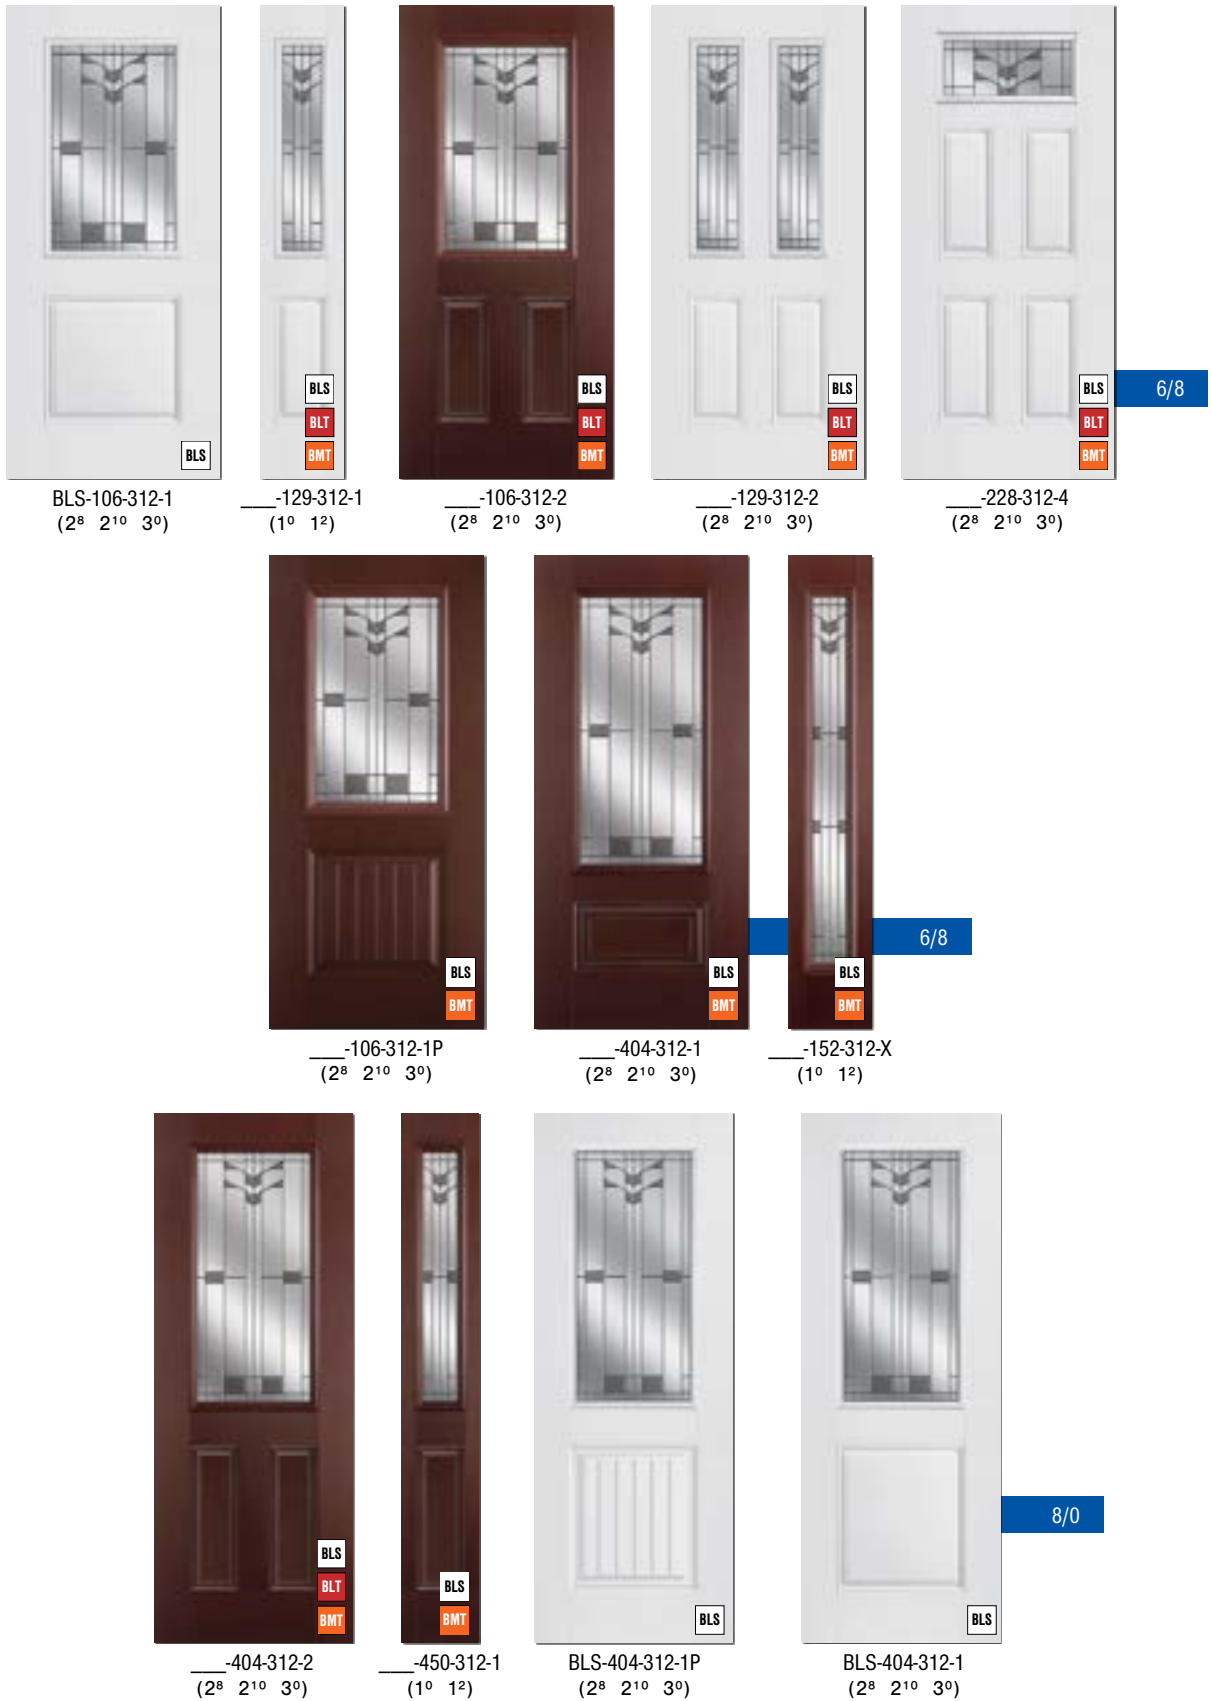 BLS
BLS
BLT
BMT
BLS
BLT
BMT
BLS
BLT
BMT
BLS
BLT
BMT
6/8
BLS-106-312-1
(2⁸ 2¹⁰ 3⁰)
___-129-312-1
(1⁰ 1²)
___-106-312-2
(2⁸ 2¹⁰ 3⁰)
___-129-312-2
(2⁸ 2¹⁰ 3⁰)
___-228-312-4
(2⁸ 2¹⁰ 3⁰)
BLS
BMT
BLS
BMT
BLS
BMT
6/8
___-106-312-1P
(2⁸ 2¹⁰ 3⁰)
___-404-312-1
(2⁸ 2¹⁰ 3⁰)
___-152-312-X
(1⁰ 1²)
BLS
BLT
BMT
BLS
BMT
BLS
BLS
8/0
___-404-312-2
(2⁸ 2¹⁰ 3⁰)
___-450-312-1
(1⁰ 1²)
BLS-404-312-1P
(2⁸ 2¹⁰ 3⁰)
BLS-404-312-1
(2⁸ 2¹⁰ 3⁰)